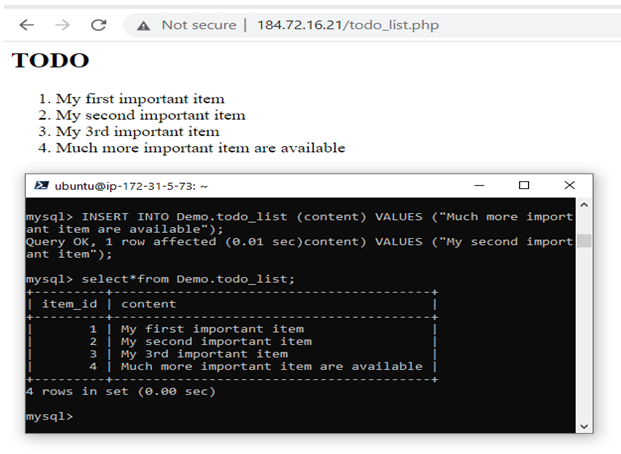 Not secure | 184.72.16.21/todo_list.php
TODO
1. My first important item
2. My second important item
3. My 3rd important item
4. Much more important item are available
ubuntu@ip-172-31-5-73: ~
mysql> INSERT INTO Demo.todo_list (content) VALUES ("Much more import
ant item are available");
Query OK, 1 row affected (0.01 sec)content) VALUES ("My second import
ant item");
mysql> select*from Demo.todo_list;
+---------+------------------------------------------+
| item_id | content |
+---------+------------------------------------------+
| 1 | My first important item |
| 2 | My second important item |
| 3 | My 3rd important item |
| 4 | Much more important item are available |
+---------+------------------------------------------+
4 rows in set (0.00 sec)
mysql>